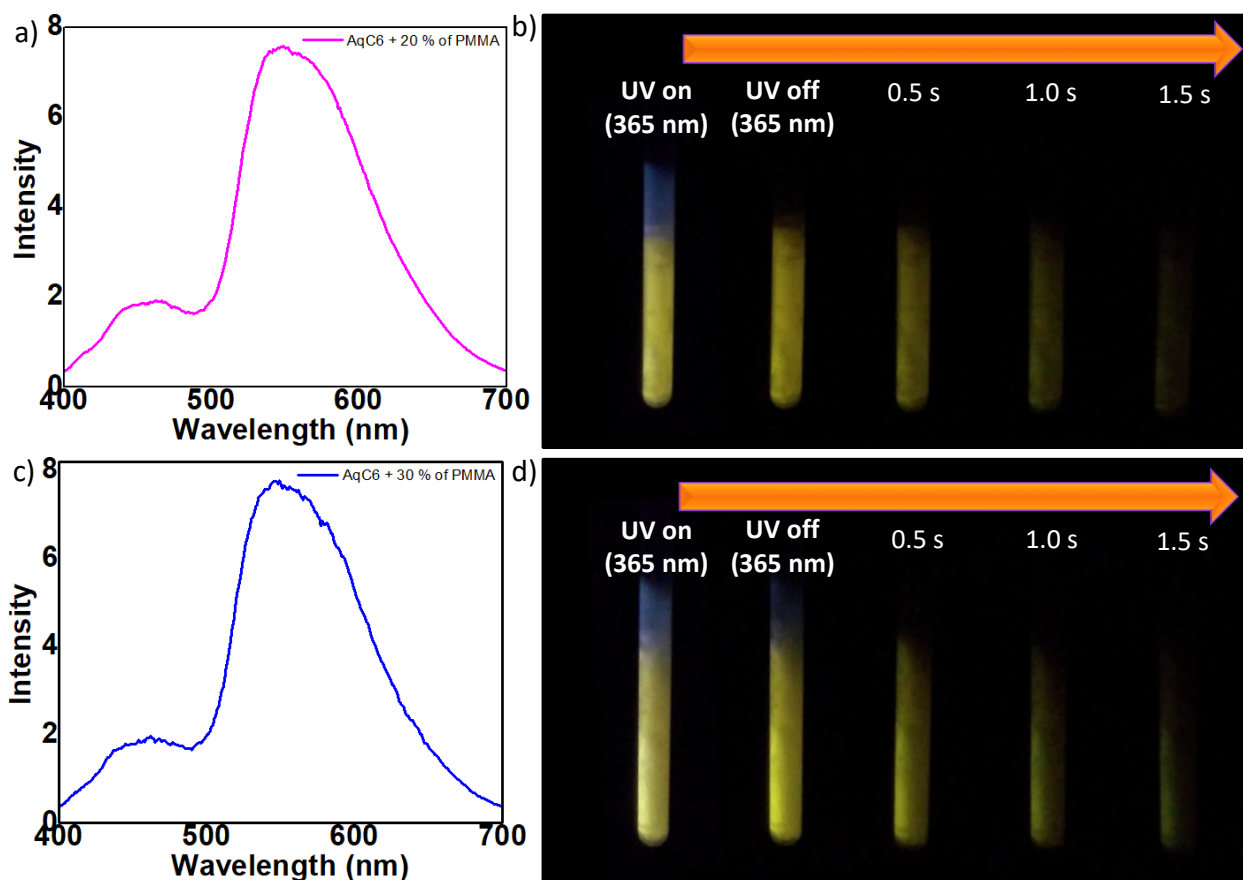 a)
8
6
4
2
0
400
500
600
700
Intensity
Wavelength (nm)
AqC6 + 20 % of PMMA
b)
UV on
(365 nm)
UV off
(365 nm)
0.5 s
1.0 s
1.5 s
c)
8
6
4
2
0
400
500
600
700
Intensity
Wavelength (nm)
AqC6 + 30 % of PMMA
d)
UV on
(365 nm)
UV off
(365 nm)
0.5 s
1.0 s
1.5 s